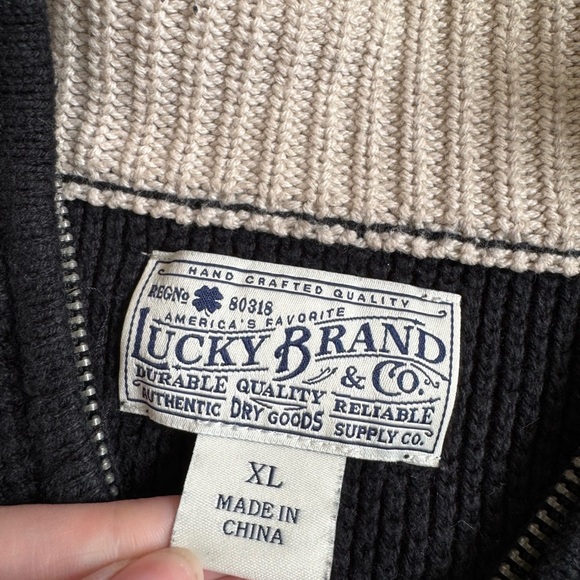 HAND CRAFTED QUALITY
REGNO 80318
AMERICA'S FAVORITE
LUCKY BRAND
& CO.
DURABLE QUALITY RELIABLE
AUTHENTIC DRY GOODS SUPPLY CO.
XL
MADE IN
CHINA